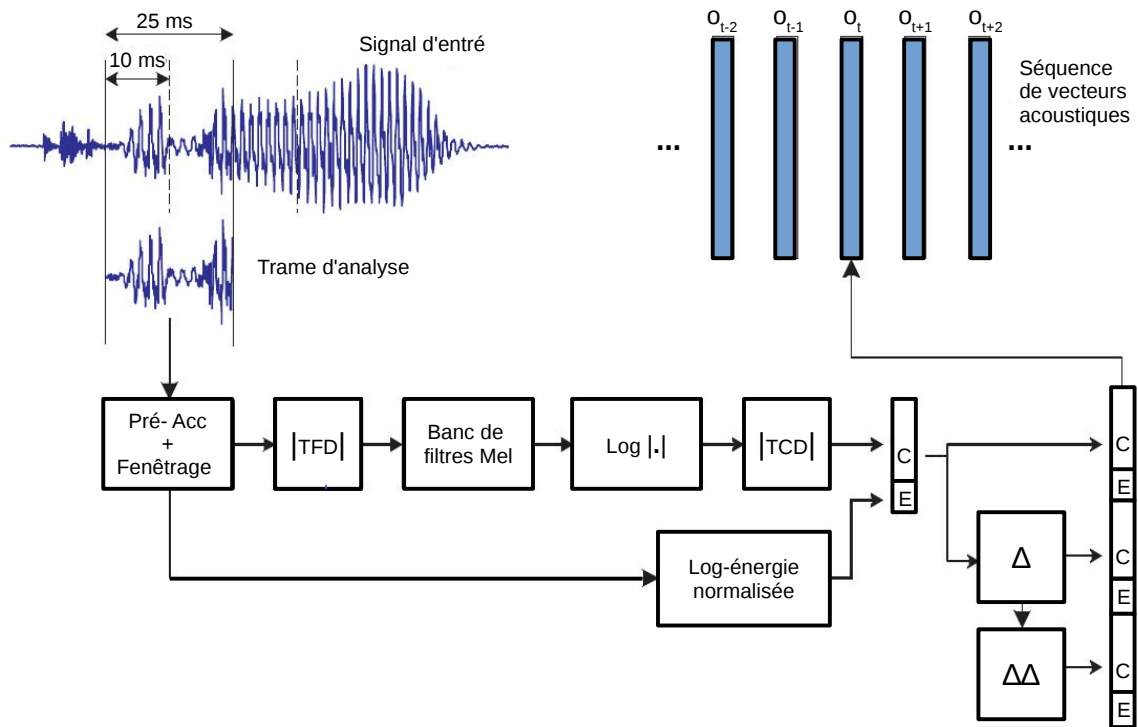 25 ms
10 ms
Signal d'entré
Trame d'analyse
o_{t-2} o_{t-1} o_t o_{t+1} o_{t+2}
Séquence
de vecteurs
acoustiques
... ...
Pré- Acc
+
Fenêtrage
|TFD|
Banc de
filtres Mel
Log |.|
|TCD|
C
E
Log-énergie
normalisée
Δ
ΔΔ
C
E
C
E
C
E